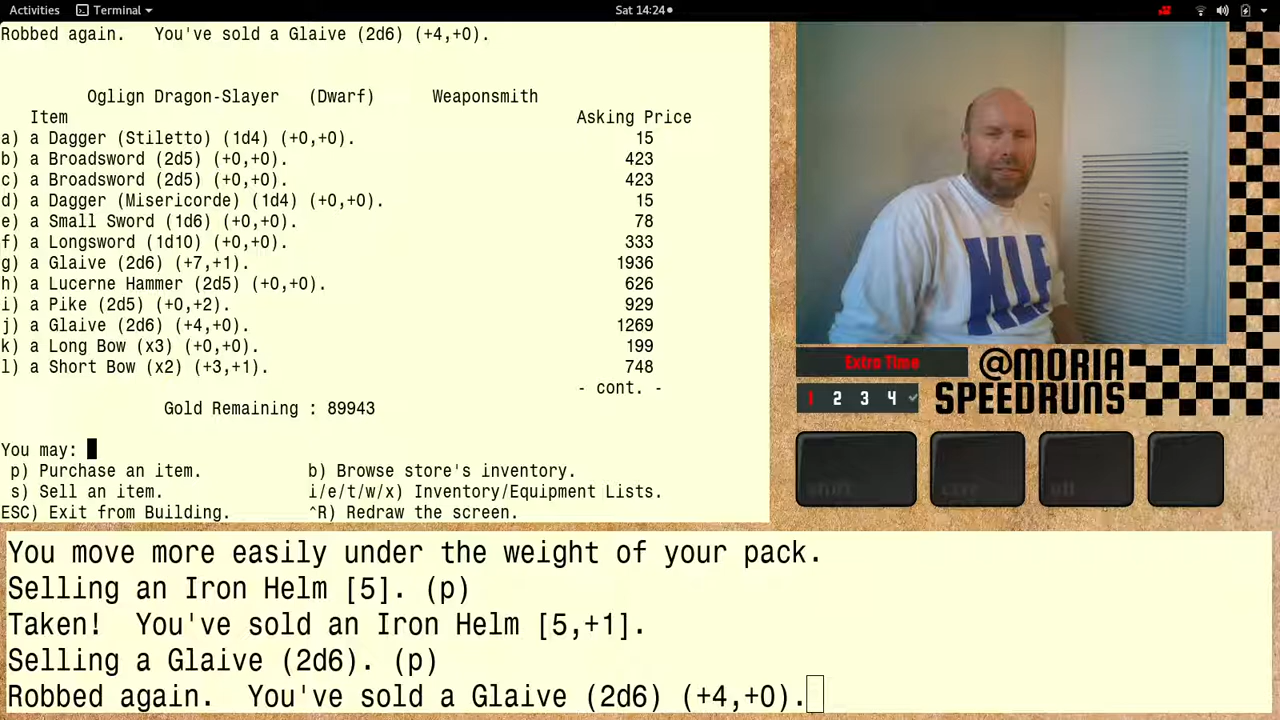 Activities Terminal Sat 14:24
Robbed again. You've sold a Glaive (2d6) (+4,+0).
Oglign Dragon-Slayer (Dwarf) Weaponsmith
Item Asking Price
a) a Dagger (Stiletto) (1d4) (+0,+0). 15
b) a Broadsword (2d5) (+0,+0). 423
c) a Broadsword (2d5) (+0,+0). 423
d) a Dagger (Misericorde) (1d4) (+0,+0). 15
e) a Small Sword (1d6) (+0,+0). 78
f) a Longsword (1d10) (+0,+0). 333
g) a Glaive (2d6) (+7,+1). 1936
h) a Lucerne Hammer (2d5) (+0,+0). 626
i) a Pike (2d5) (+0,+2). 929
j) a Glaive (2d6) (+4,+0). 1269
k) a Long Bow (x3) (+0,+0). 199
l) a Short Bow (x2) (+3,+1). 748
- cont. -
Gold Remaining : 89943
You may:
p) Purchase an item. b) Browse store's inventory.
s) Sell an item. i/e/t/w/x) Inventory/Equipment Lists.
ESC) Exit from Building. ^R) Redraw the screen.
NLF
Extra Time
1 2 3 4 ✓
@MORIA
SPEEDRUNS
shift ctrl alt
You move more easily under the weight of your pack.
Selling an Iron Helm [5]. (p)
Taken! You've sold an Iron Helm [5,+1].
Selling a Glaive (2d6). (p)
Robbed again. You've sold a Glaive (2d6) (+4,+0).